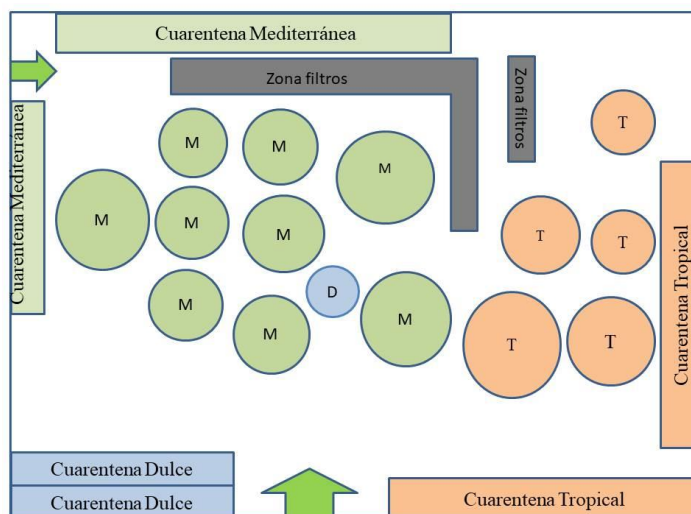 Cuarentena Mediterránea
Zona filtros
Zona filtros
Cuarentena Mediterránea
T
M
M
M
M
M
M
T
T
D
M
M
M
T
T
Cuarentena Tropical
Cuarentena Dulce
Cuarentena Dulce
Cuarentena Tropical